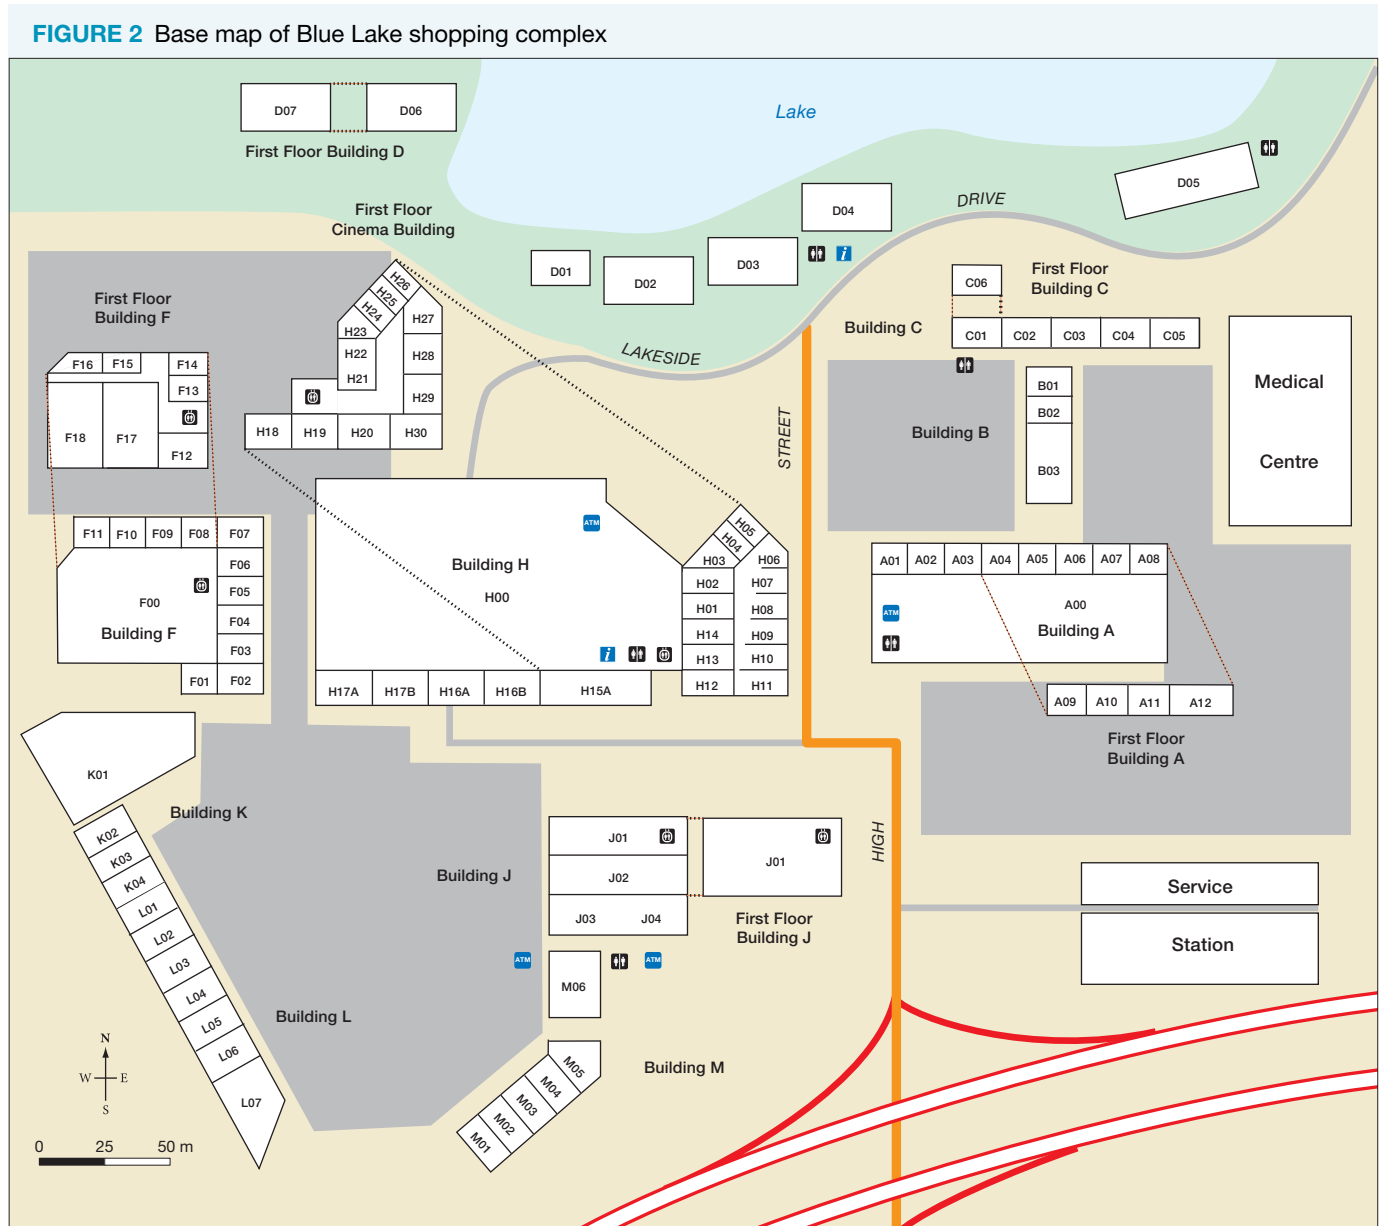 FIGURE 2 Base map of Blue Lake shopping complex
D07
D06
First Floor Building D
Lake
D05
First Floor
Cinema Building
D04
DRIVE
D03
D01
D02
First Floor
Building F
H26
H25
H24
H23
H27
H22
H28
H21
H29
H18
H19
H20
H30
LAKESIDE
First Floor
Building C
C06
Building C
C01
C02
C03
C04
C05
F16
F15
F14
F13
F18
F17
F12
STREET
Building B
B01
B02
B03
Medical
Centre
F11
F10
F09
F08
F07
F06
F05
F00
Building F
F04
F03
F01
F02
ATM
Building H
H00
H05
H04
H03
H06
H02
H07
H01
H08
H14
H09
H13
H10
H12
H11
H17A
H17B
H16A
H16B
H15A
A01
A02
A03
A04
A05
A06
A07
A08
ATM
A00
Building A
A09
A10
A11
A12
First Floor
Building A
K01
Building K
K02
K03
K04
L01
L02
L03
L04
L05
L06
L07
Building L
Building J
J01
J02
J03
J04
J01
First Floor
Building J
HIGH
ATM
ATM
M06
Building M
M05
M04
M03
M02
M01
Service
Station
N
W
E
S
0
25
50 m